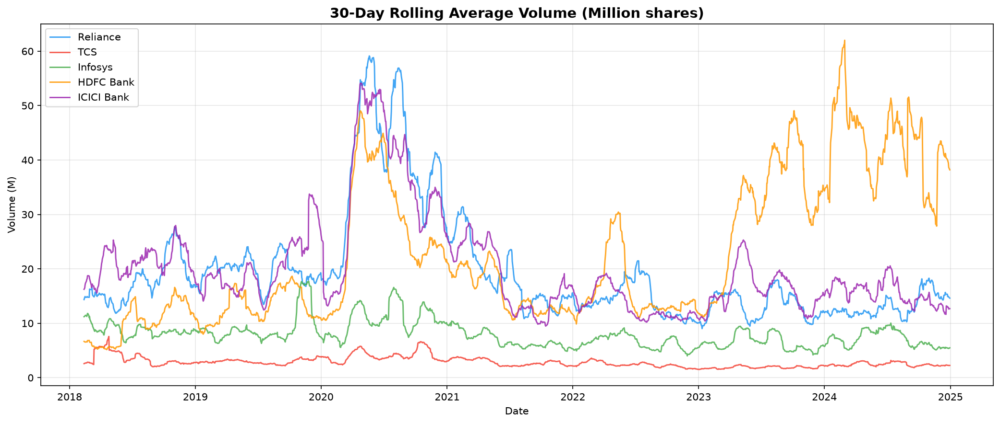 30-Day Rolling Average Volume (Million shares)
Reliance
TCS
Infosys
HDFC Bank
ICICI Bank
Volume (M)
60
50
40
30
20
10
0
2018 2019 2020 2021 2022 2023 2024 2025
Date